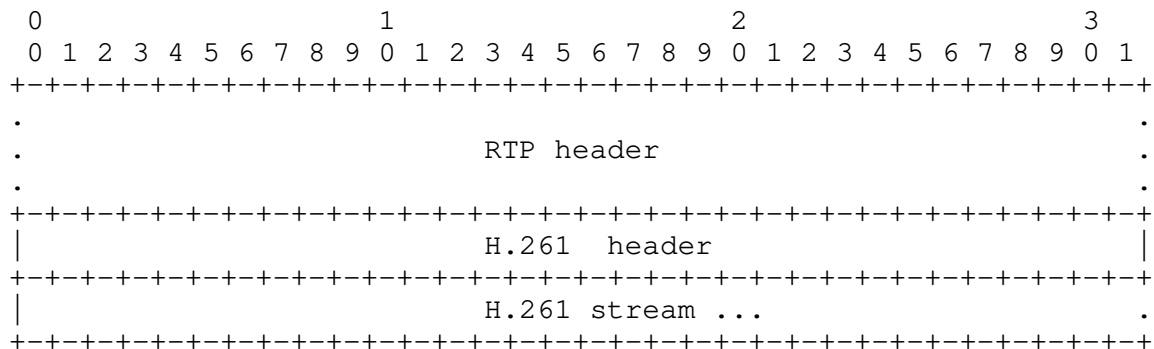 0                   1                   2                   3
 0 1 2 3 4 5 6 7 8 9 0 1 2 3 4 5 6 7 8 9 0 1 2 3 4 5 6 7 8 9 0 1
+-+-+-+-+-+-+-+-+-+-+-+-+-+-+-+-+-+-+-+-+-+-+-+-+-+-+-+-+-+-+-+-+
.                                                               .
.                          RTP header                           .
.                                                               .
+-+-+-+-+-+-+-+-+-+-+-+-+-+-+-+-+-+-+-+-+-+-+-+-+-+-+-+-+-+-+-+-+
|                          H.261  header                        |
+-+-+-+-+-+-+-+-+-+-+-+-+-+-+-+-+-+-+-+-+-+-+-+-+-+-+-+-+-+-+-+-+
|                          H.261 stream ...                     .
+-+-+-+-+-+-+-+-+-+-+-+-+-+-+-+-+-+-+-+-+-+-+-+-+-+-+-+-+-+-+-+-+